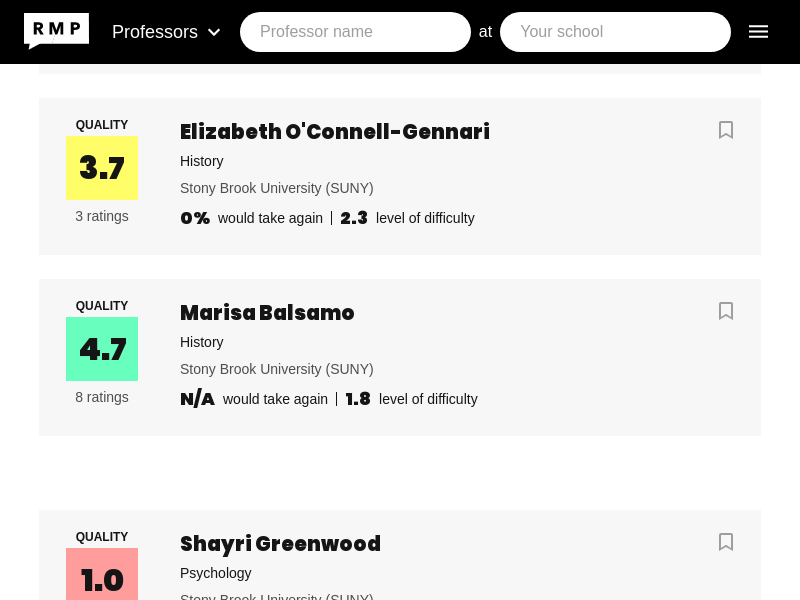 RMP
Professors
Professor name
at
Your school
QUALITY
3.7
3 ratings
Elizabeth O'Connell-Gennari
History
Stony Brook University (SUNY)
0% would take again
2.3 level of difficulty
QUALITY
4.7
8 ratings
Marisa Balsamo
History
Stony Brook University (SUNY)
N/A would take again
1.8 level of difficulty
QUALITY
1.0
Shayri Greenwood
Psychology
Stony Brook University (SUNY)